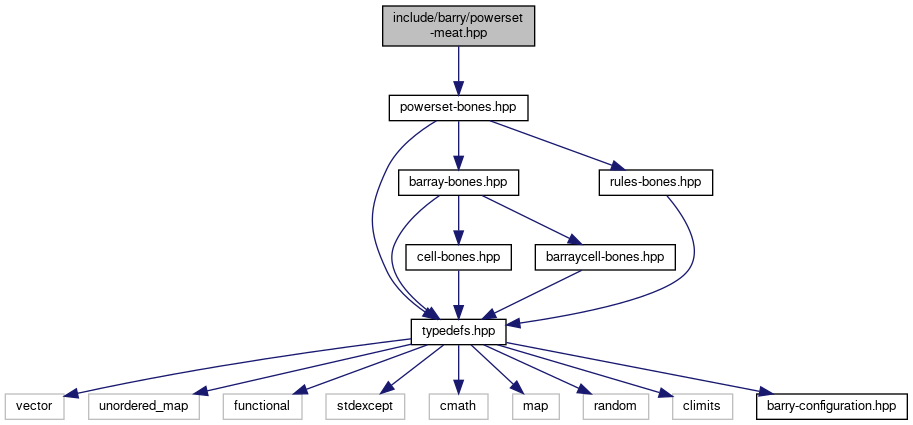 include/barry/powerset
-meat.hpp
powerset-bones.hpp
barray-bones.hpp
rules-bones.hpp
cell-bones.hpp
barraycell-bones.hpp
typedefs.hpp
vector
unordered_map
functional
stdexcept
cmath
map
random
climits
barry-configuration.hpp